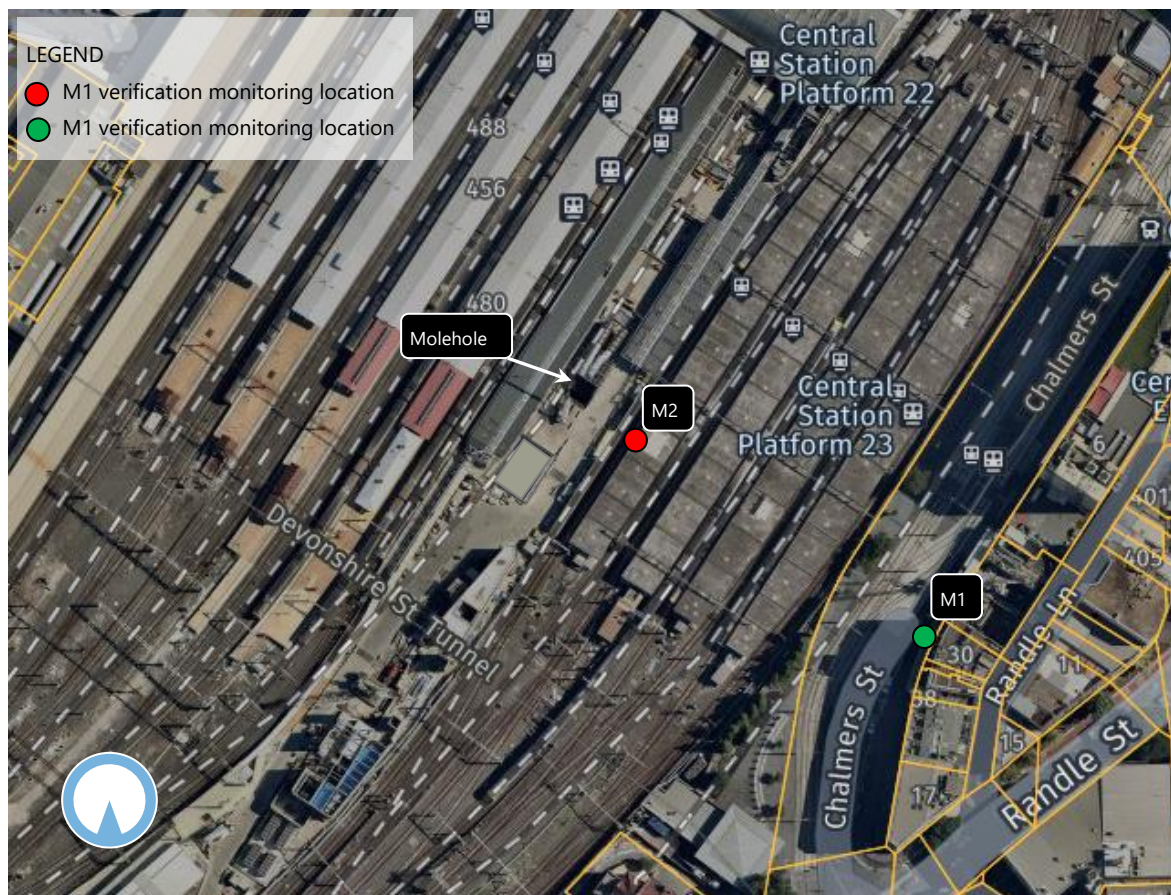 LEGEND
M1 verification monitoring location
M1 verification monitoring location
Central
Station
Platform 22
488
456
480
Molehole
M2
Central
Station
Platform 23
Chalmers St
6
401
405
Devonshire St Tunnel
M1
30
38
11
Randle Ln
15
17
Chalmers St
Randle St